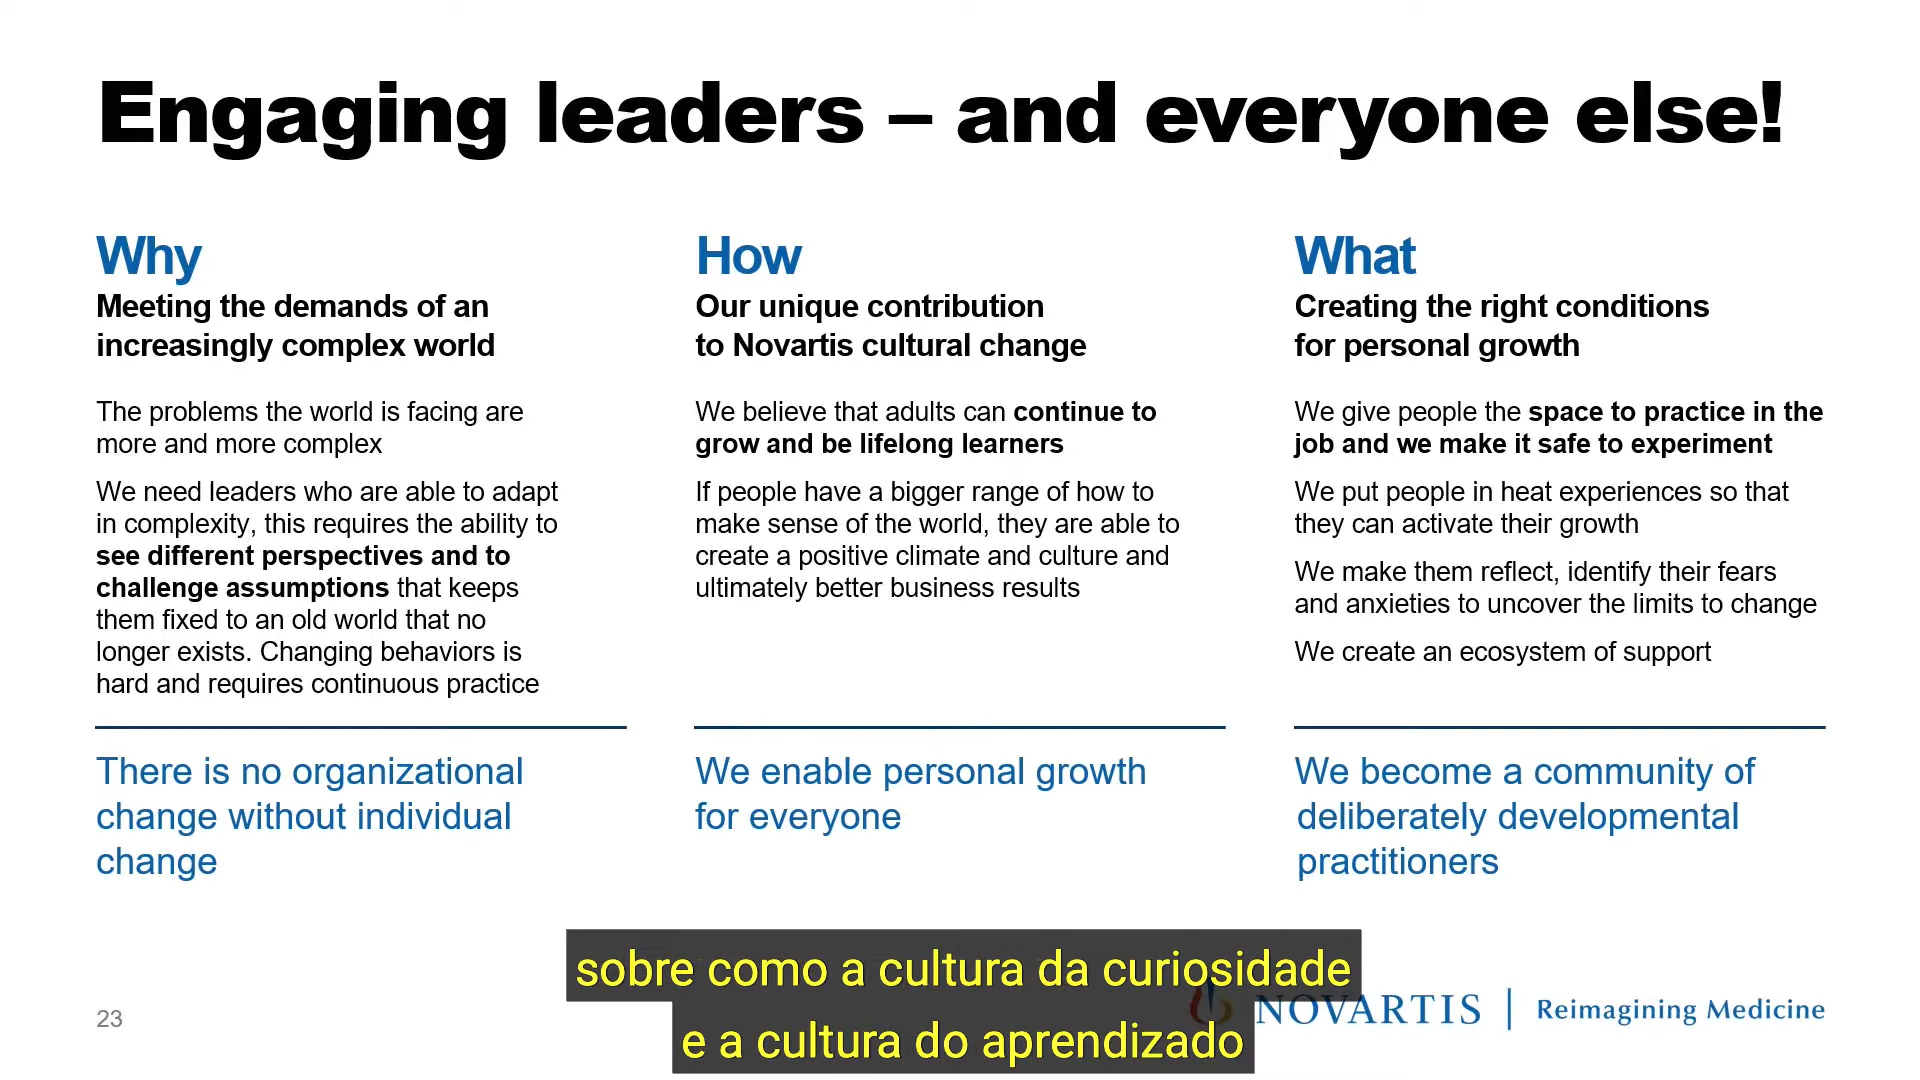 Engaging leaders – and everyone else!
Why
Meeting the demands of an
increasingly complex world
The problems the world is facing are
more and more complex
We need leaders who are able to adapt
in complexity, this requires the ability to
see different perspectives and to
challenge assumptions that keeps
them fixed to an old world that no
longer exists. Changing behaviors is
hard and requires continuous practice
There is no organizational
change without individual
change
How
Our unique contribution
to Novartis cultural change
We believe that adults can continue to
grow and be lifelong learners
If people have a bigger range of how to
make sense of the world, they are able to
create a positive climate and culture and
ultimately better business results
We enable personal growth
for everyone
What
Creating the right conditions
for personal growth
We give people the space to practice in the
job and we make it safe to experiment
We put people in heat experiences so that
they can activate their growth
We make them reflect, identify their fears
and anxieties to uncover the limits to change
We create an ecosystem of support
We become a community of
deliberately developmental
practitioners
sobre como a cultura da curiosidade
e a cultura do aprendizado
23
NOVARTIS | Reimagining Medicine